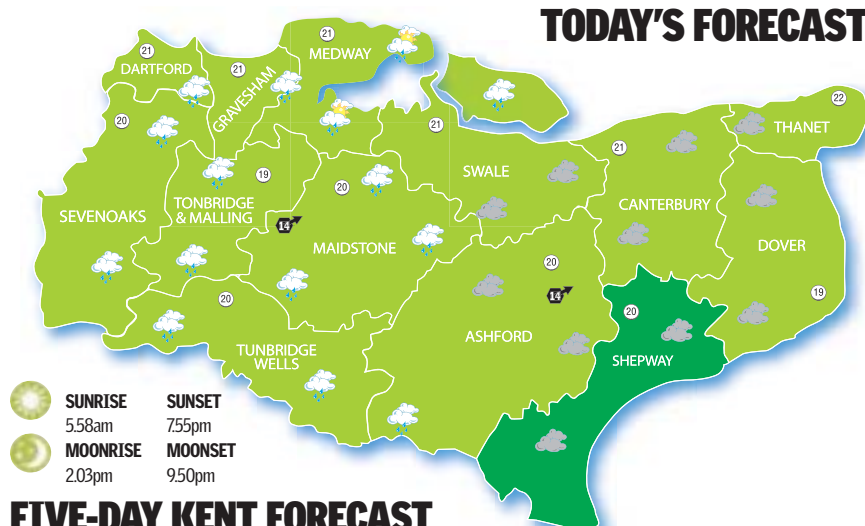 TODAY'S FORECAST
21
MEDWAY
21
DARTFORD
21
GRAVESHAM
22
THANET
20
21
21
SWALE
19
20
TONBRIDGE
& MALLING
SEVENOAKS
CANTERBURY
14
MAIDSTONE
DOVER
20
14
19
20
20
ASHFORD
SHEPWAY
TUNBRIDGE
WELLS
SUNRISE SUNSET
5.58am 7.55pm
MOONRISE MOONSET
2.03pm 9.50pm
FIVE-DAY KENT FORECAST